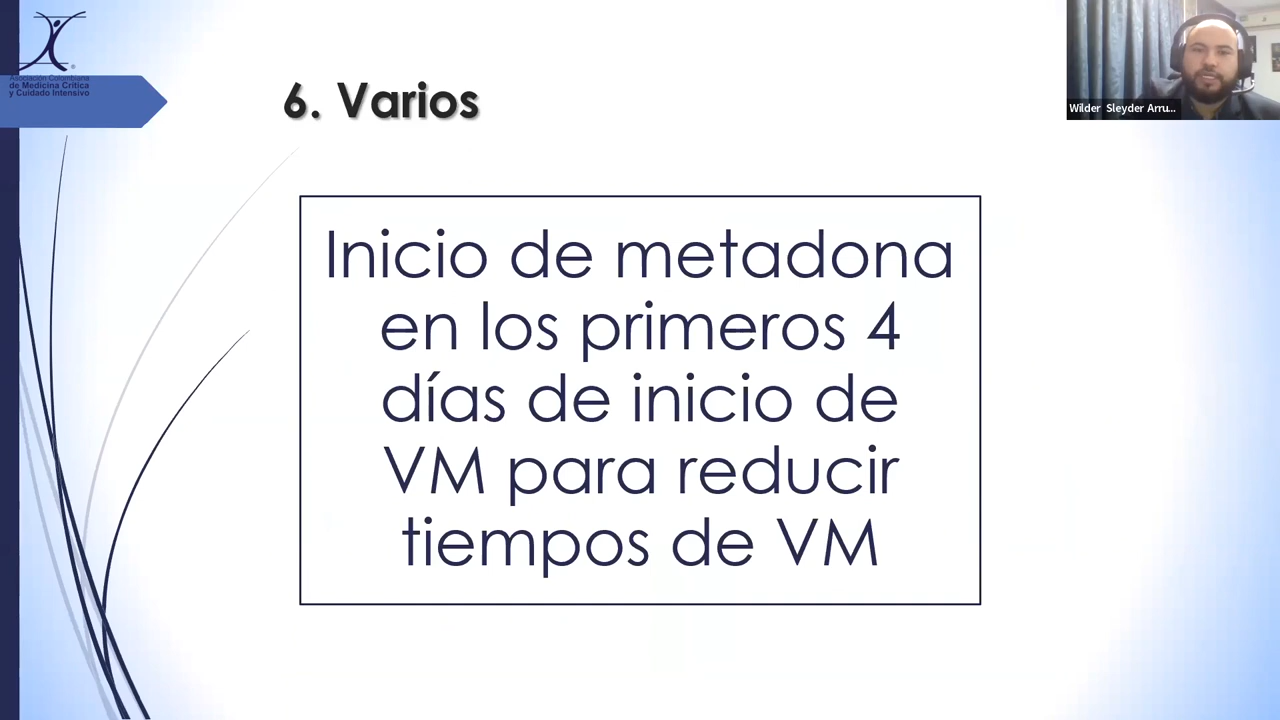 Asociación Colombiana
de Medicina Crítica
y Cuidado Intensivo
6. Varios
Wilder Sleyder Arru...
Inicio de metadona
en los primeros 4
días de inicio de
VM para reducir
tiempos de VM